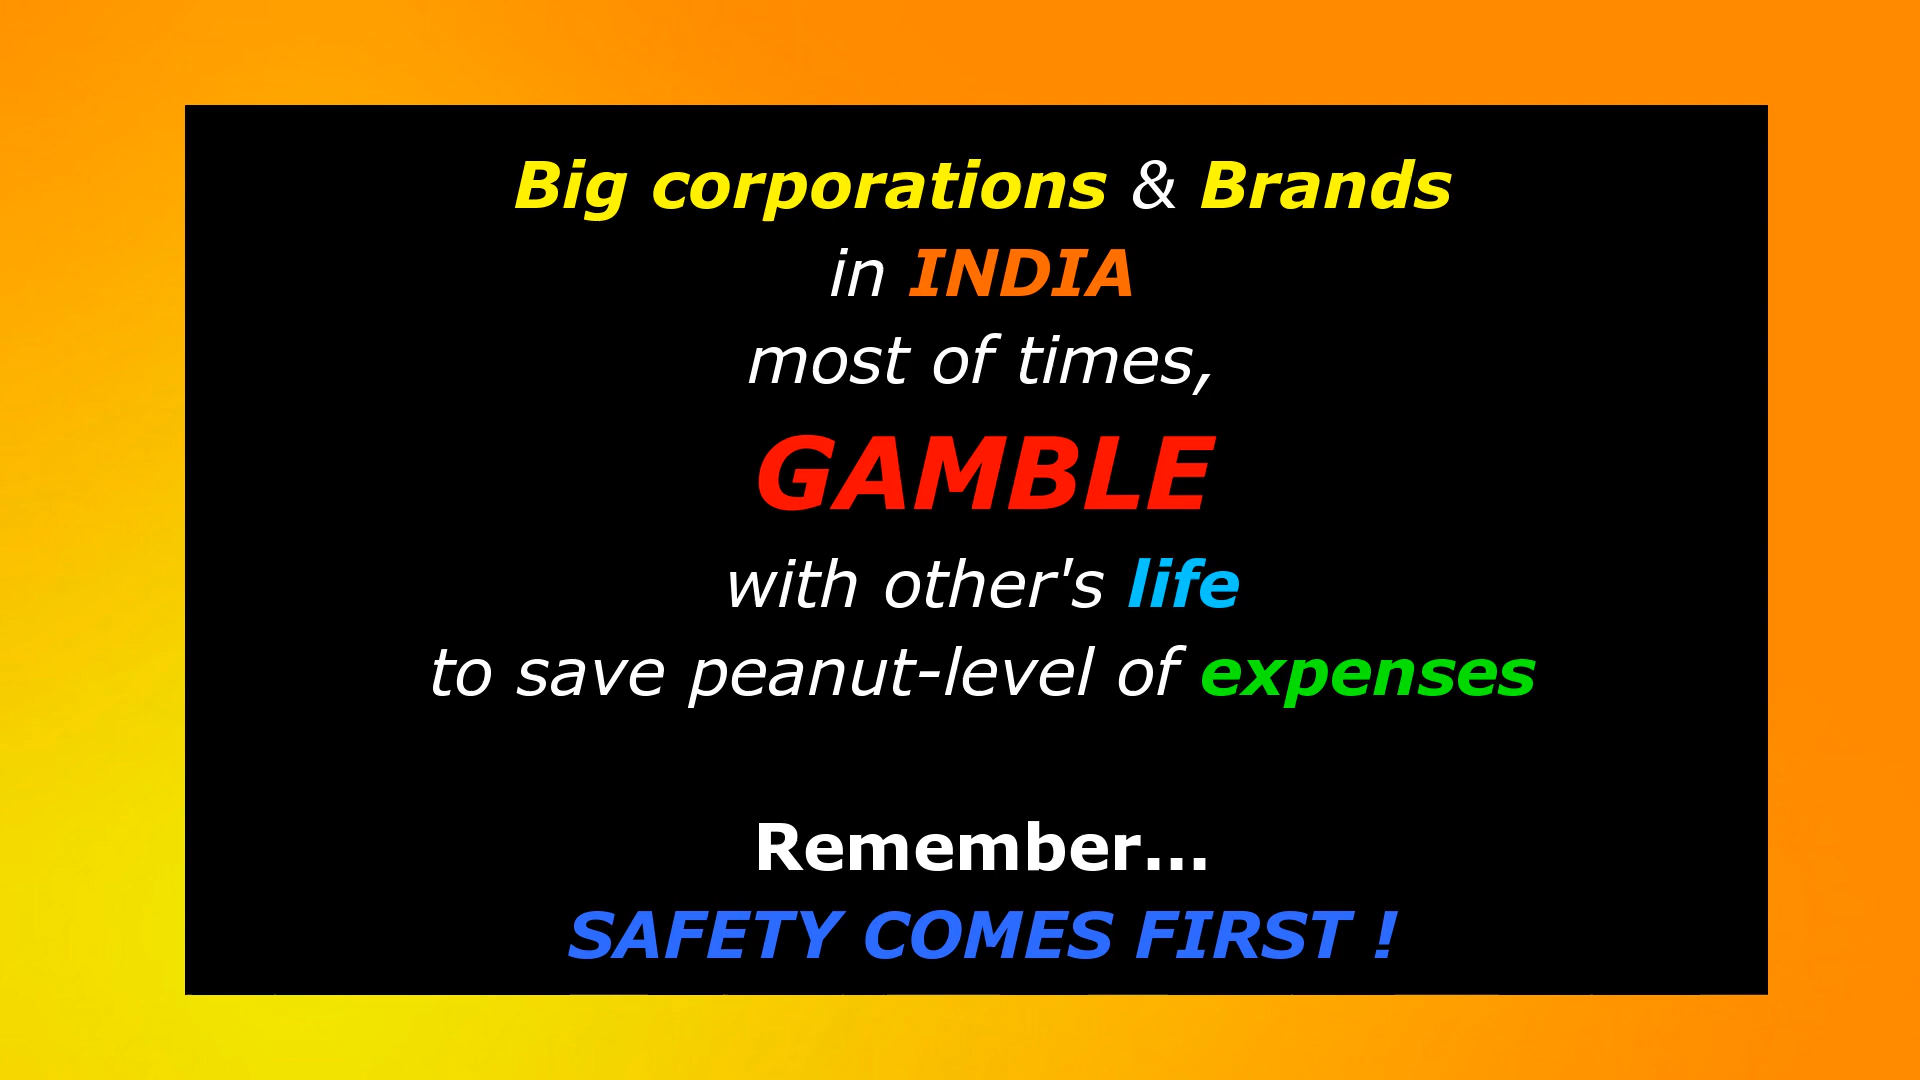 Big corporations & Brands
in INDIA
most of times,
GAMBLE
with other's life
to save peanut-level of expenses
Remember...
SAFETY COMES FIRST !